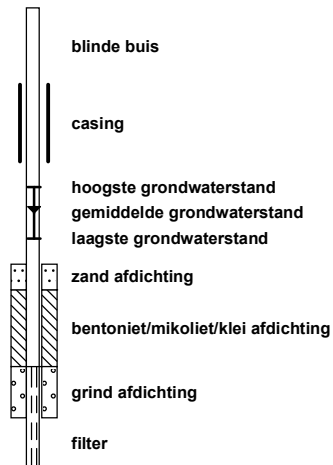 blinde buis
casing
hoogste grondwaterstand
gemiddelde grondwaterstand
laagste grondwaterstand
zand afdichting
bentoniet/mikoliet/klei afdichting
grind afdichting
filter